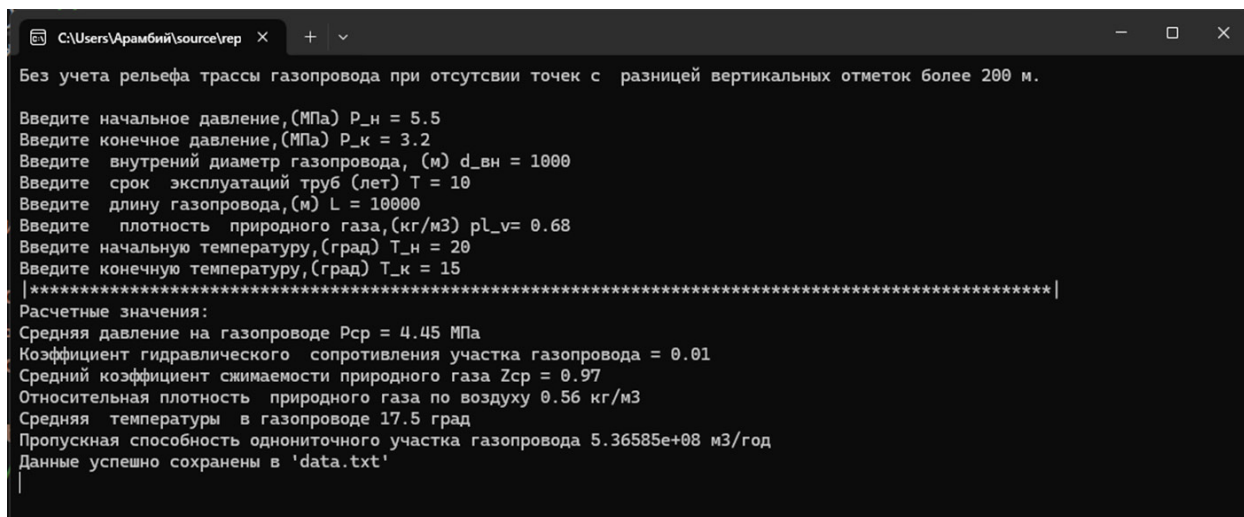 C:\Users\Арамбий\source\rep
Без учета рельефа трассы газопровода при отсутсвии точек с  разницей вертикальных отметок более 200 м.
Введите начальное давление,(МПа) P_н = 5.5
Введите конечное давление,(МПа) P_к = 3.2
Введите  внутрений диаметр газопровода, (м) d_вн = 1000
Введите  срок  эксплуатаций труб (лет) T = 10
Введите  длину газопровода,(м) L = 10000
Введите   плотность  природного газа,(кг/м3) pl_v= 0.68
Введите начальную температуру,(град) T_н = 20
Введите конечную температуру,(град) T_к = 15
|******************************************************************************************************|
Расчетные значения:
Средняя давление на газопроводе Pср = 4.45 МПа
Коэффициент гидравлического  сопротивления участка газопровода = 0.01
Средний коэффициент сжимаемости природного газа Zср = 0.97
Относительная плотность  природного газа по воздуху 0.56 кг/м3
Средняя  температуры  в газопроводе 17.5 град
Пропускная способность однониточного участка газопровода 5.36585e+08 м3/год
Данные успешно сохранены в 'data.txt'